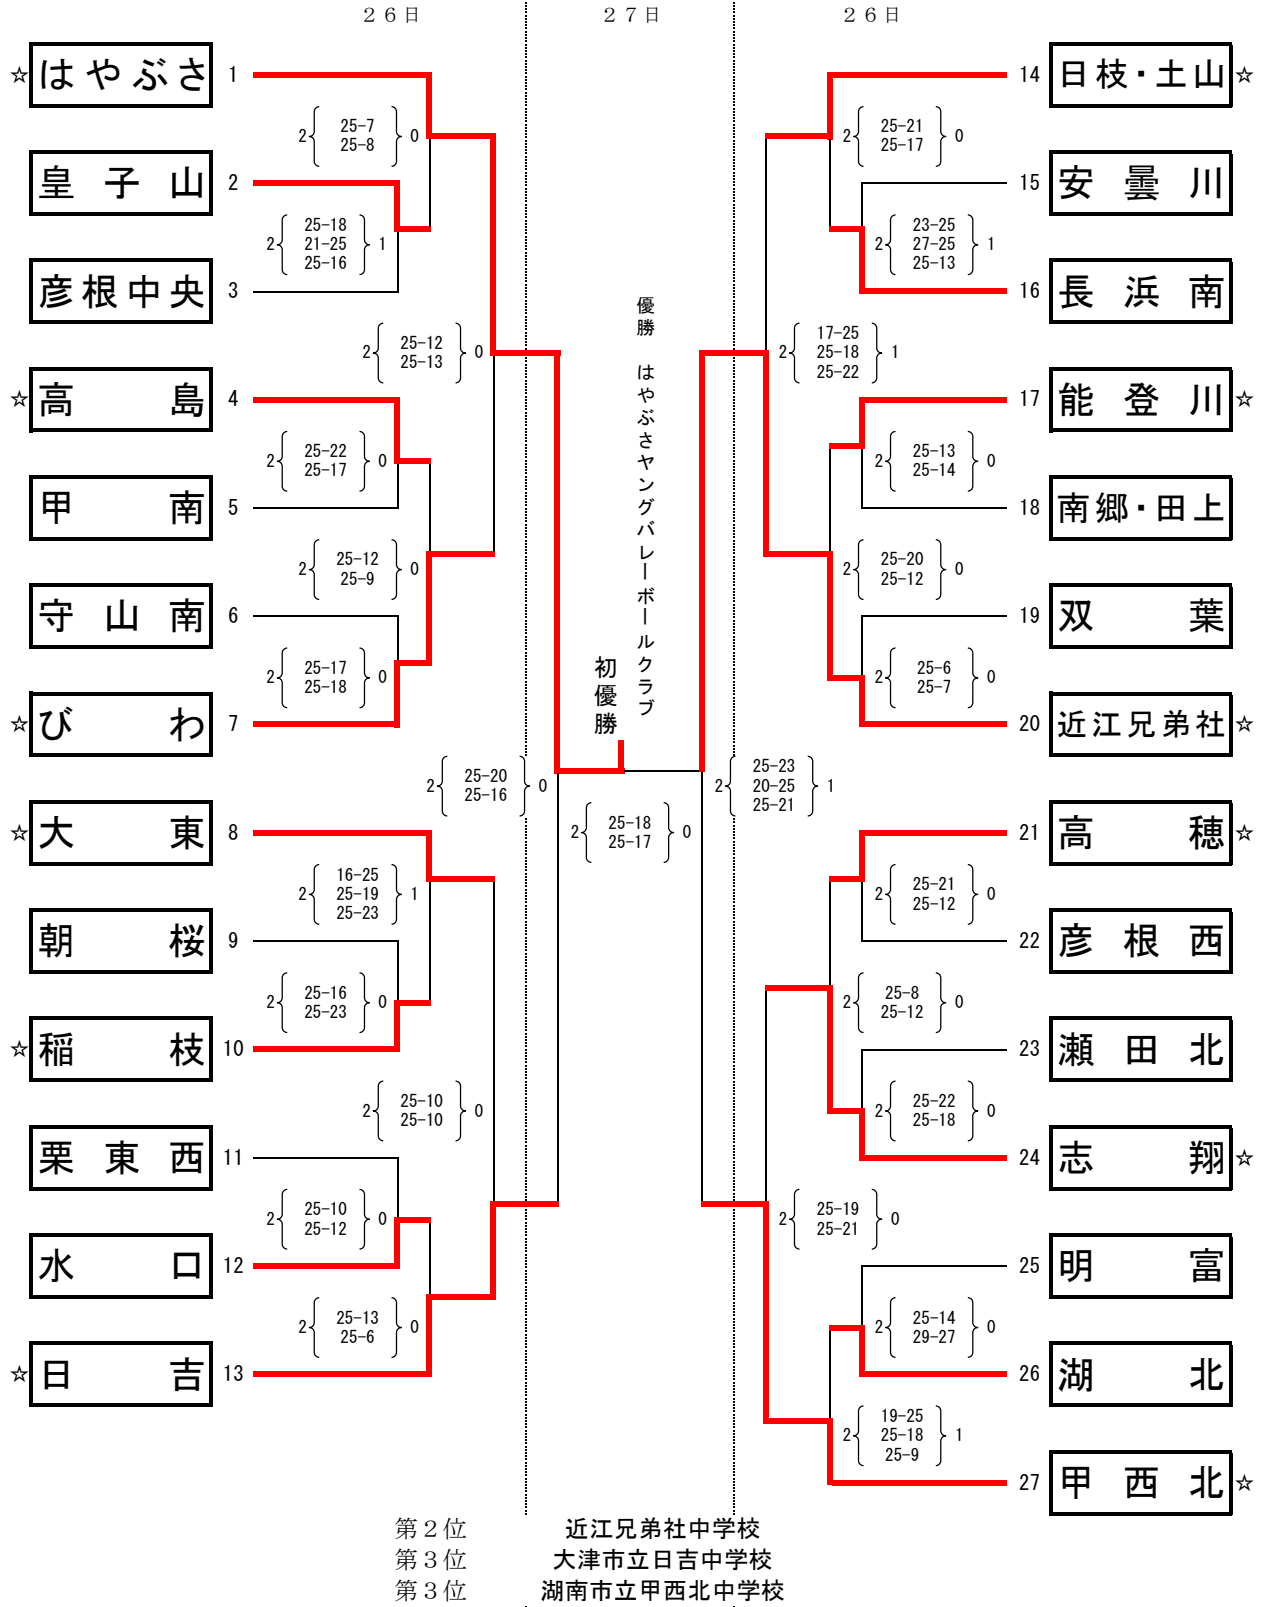 ２６日
２７日
２６日
☆ はやぶさ 1
皇子山 2
彦根中央 3
☆ 高島 4
甲南 5
守山南 6
☆ びわ 7
☆ 大東 8
朝桜 9
☆ 稲枝 10
栗東西 11
水口 12
☆ 日吉 13
2 25-7 0
25-8
2 25-18 1
21-25
25-16
2 25-12 0
25-13
2 25-22 0
25-17
2 25-12 0
25-9
2 25-17 0
25-18
2 25-20 0
25-16
2 16-25 1
25-19
25-23
2 25-16 0
25-23
2 25-10 0
25-10
2 25-10 0
25-12
2 25-13 0
25-6
優勝　はやぶさヤングバレーボールクラブ
初優勝
2 25-18 0
25-17
14 日枝・土山 ☆
15 安曇川
16 長浜南
17 能登川 ☆
18 南郷・田上
19 双葉
20 近江兄弟社 ☆
21 高穂 ☆
22 彦根西
23 瀬田北
24 志翔 ☆
25 明富
26 湖北
27 甲西北 ☆
2 25-21 0
25-17
2 23-25 1
27-25
25-13
2 17-25 1
25-18
25-22
2 25-13 0
25-14
2 25-20 0
25-12
2 25-6 0
25-7
2 25-23 1
20-25
25-21
2 25-21 0
25-12
2 25-8 0
25-12
2 25-22 0
25-18
2 25-19 0
25-21
2 25-14 0
29-27
2 19-25 1
25-18
25-9
第２位 近江兄弟社中学校
第３位 大津市立日吉中学校
第３位 湖南市立甲西北中学校